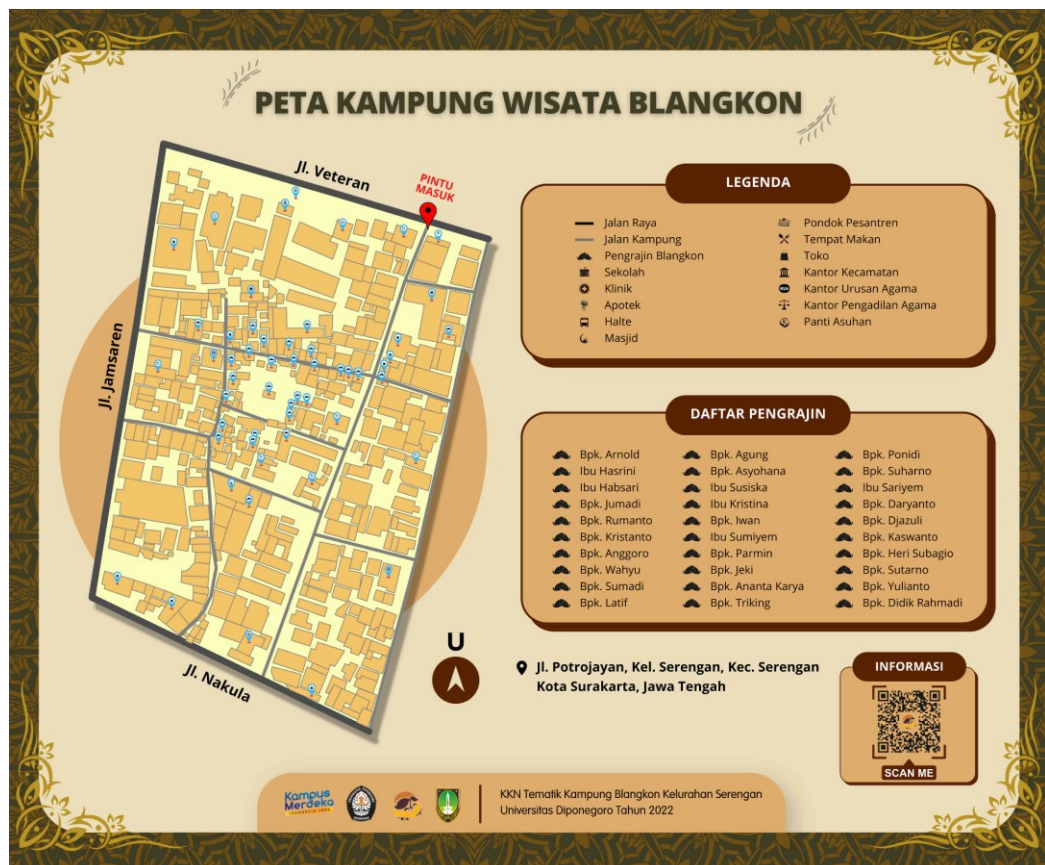 PETA KAMPUNG WISATA BLANGKON
Jl. Veteran
PINTU
MASUK
Jl. Jamsaren
Jl. Nakula
U
LEGENDA
Jalan Raya
Jalan Kampung
Pengrajin Blangkon
Sekolah
Klinik
Apotek
Halte
Masjid
Pondok Pesantren
Tempat Makan
Toko
Kantor Kecamatan
Kantor Urusan Agama
Kantor Pengadilan Agama
Panti Asuhan
DAFTAR PENGRAJIN
Bpk. Arnold
Ibu Hasrini
Ibu Habsari
Bpk. Jumadi
Bpk. Rumanto
Bpk. Kristanto
Bpk. Anggoro
Bpk. Wahyu
Bpk. Sumadi
Bpk. Latif
Bpk. Agung
Bpk. Asyohana
Ibu Susiska
Ibu Kristina
Bpk. Iwan
Ibu Sumiyem
Bpk. Parmin
Bpk. Jeki
Bpk. Ananta Karya
Bpk. Triking
Bpk. Ponidi
Bpk. Suharno
Ibu Sariyem
Bpk. Daryanto
Bpk. Djazuli
Bpk. Kaswanto
Bpk. Heri Subagio
Bpk. Sutarno
Bpk. Yulianto
Bpk. Didik Rahmadi
Jl. Potrojayan, Kel. Serengan, Kec. Serengan
Kota Surakarta, Jawa Tengah
INFORMASI
SCAN ME
Kampus
Merdeka
INDONESIA JAYA
KKN Tematik Kampung Blangkon Kelurahan Serengan
Universitas Diponegoro Tahun 2022